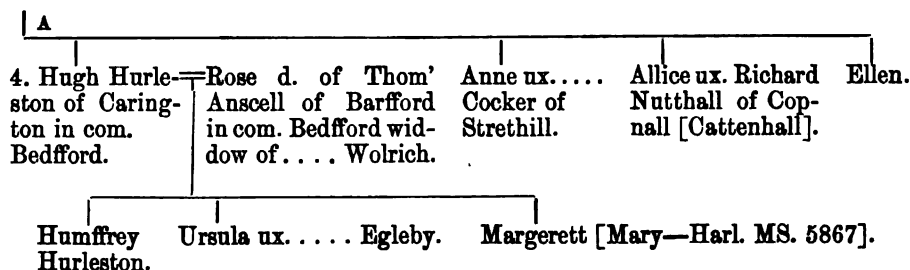 A
4. Hugh Hurle-
ston of Caring-
ton in com.
Bedfford.
Rose d. of Thom'
Anscell of Barfford
in com. Bedfford wid-
dow of.... Wolrich.
Anne ux.....
Cocker of
Strethill.
Allice ux. Richard
Nutthall of Cop-
nall [Cattenhall].
Ellen.
Humffrey
Hurleston.
Ursula ux..... Egleby.
Margerett [Mary—Harl. MS. 5867].